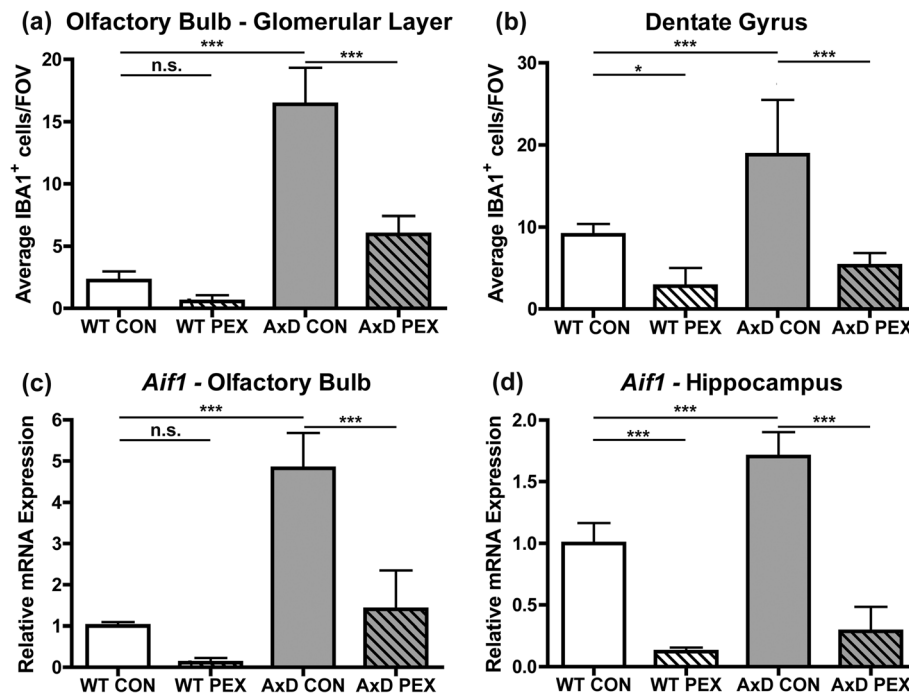 (a) Olfactory Bulb - Glomerular Layer
Average IBA1⁺ cells/FOV
20
15
10
5
0
***
n.s.
***
WT CON WT PEX AxD CON AxD PEX
(b) Dentate Gyrus
Average IBA1⁺ cells/FOV
30
20
10
0
***
*
***
WT CON WT PEX AxD CON AxD PEX
(c) Aif1 - Olfactory Bulb
Relative mRNA Expression
6
5
4
3
2
1
0
***
n.s.
***
WT CON WT PEX AxD CON AxD PEX
(d) Aif1 - Hippocampus
Relative mRNA Expression
2.0
1.5
1.0
0.5
0.0
***
***
***
WT CON WT PEX AxD CON AxD PEX